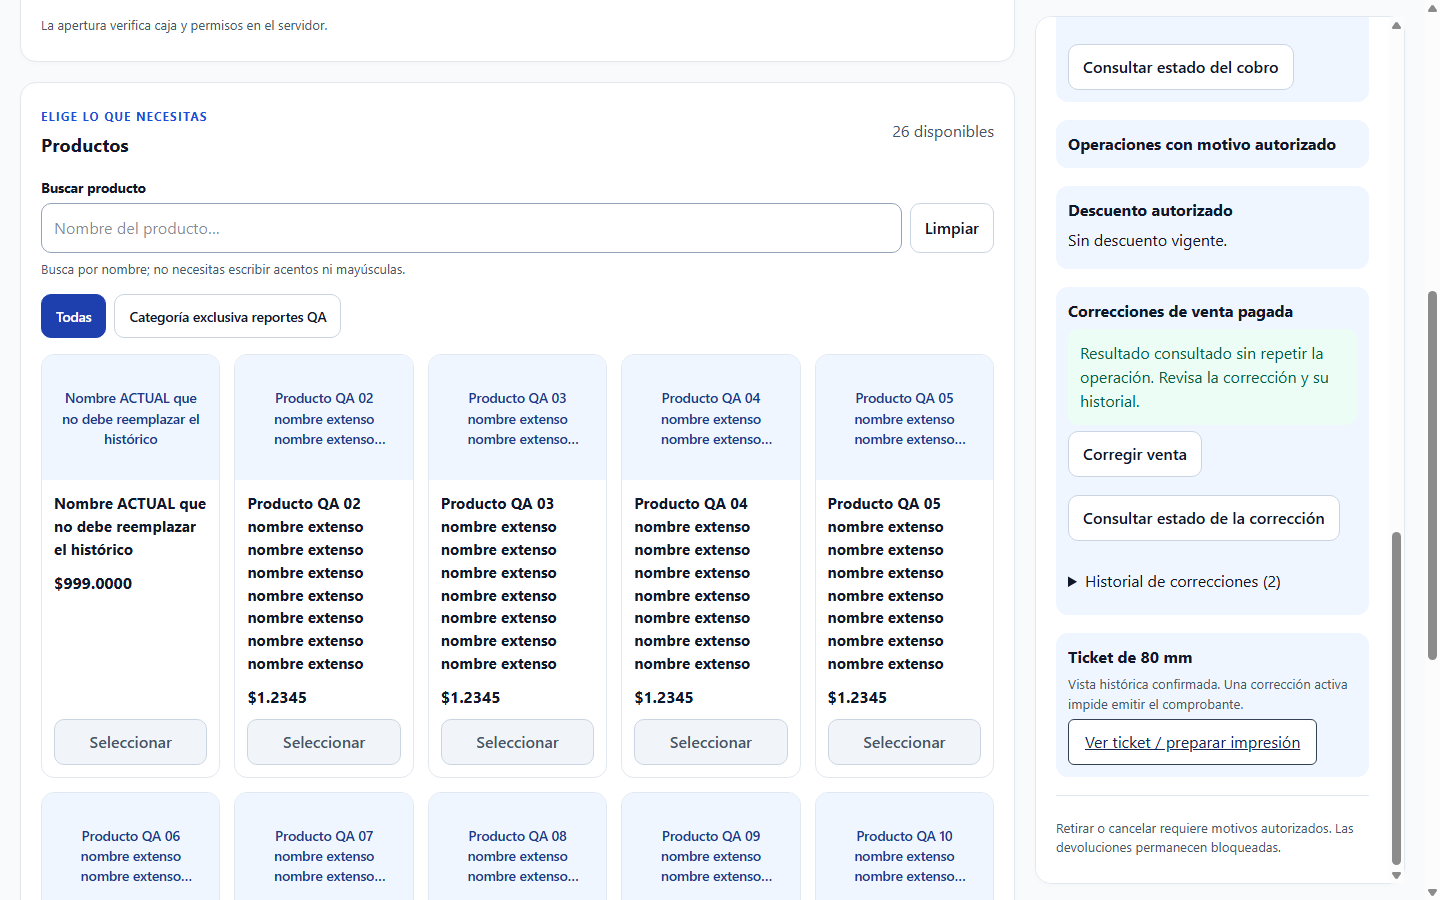 La apertura verifica caja y permisos en el servidor.
ELIGE LO QUE NECESITAS
Productos
26 disponibles
Buscar producto
Nombre del producto...
Limpiar
Busca por nombre; no necesitas escribir acentos ni mayúsculas.
Todas
Categoría exclusiva reportes QA
Nombre ACTUAL que
no debe reemplazar el
histórico
Nombre ACTUAL que
no debe reemplazar
el histórico
$999.0000
Seleccionar
Producto QA 02
nombre extenso
nombre extenso...
Producto QA 02
nombre extenso
nombre extenso
nombre extenso
nombre extenso
nombre extenso
nombre extenso
nombre extenso
$1.2345
Seleccionar
Producto QA 03
nombre extenso
nombre extenso...
Producto QA 03
nombre extenso
nombre extenso
nombre extenso
nombre extenso
nombre extenso
nombre extenso
nombre extenso
$1.2345
Seleccionar
Producto QA 04
nombre extenso
nombre extenso...
Producto QA 04
nombre extenso
nombre extenso
nombre extenso
nombre extenso
nombre extenso
nombre extenso
nombre extenso
$1.2345
Seleccionar
Producto QA 05
nombre extenso
nombre extenso...
Producto QA 05
nombre extenso
nombre extenso
nombre extenso
nombre extenso
nombre extenso
nombre extenso
nombre extenso
$1.2345
Seleccionar
Producto QA 06
nombre extenso
nombre extenso...
Producto QA 07
nombre extenso
nombre extenso...
Producto QA 08
nombre extenso
nombre extenso...
Producto QA 09
nombre extenso
nombre extenso...
Producto QA 10
nombre extenso
nombre extenso...
Consultar estado del cobro
Operaciones con motivo autorizado
Descuento autorizado
Sin descuento vigente.
Correcciones de venta pagada
Resultado consultado sin repetir la
operación. Revisa la corrección y su
historial.
Corregir venta
Consultar estado de la corrección
Historial de correcciones (2)
Ticket de 80 mm
Vista histórica confirmada. Una corrección activa
impide emitir el comprobante.
Ver ticket / preparar impresión
Retirar o cancelar requiere motivos autorizados. Las
devoluciones permanecen bloqueadas.